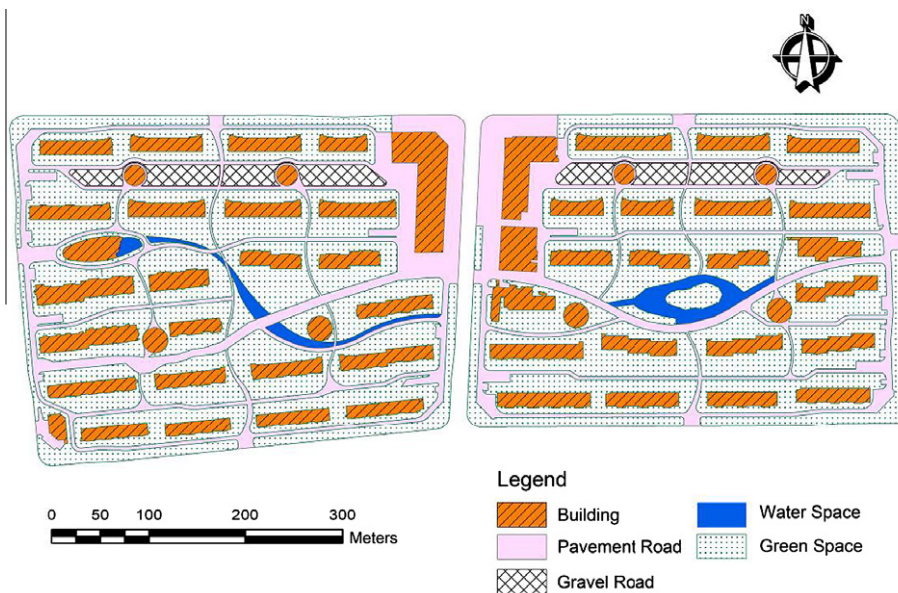 N
Legend
Building
Water Space
Pavement Road
Green Space
Gravel Road
0 50 100 200 300
Meters